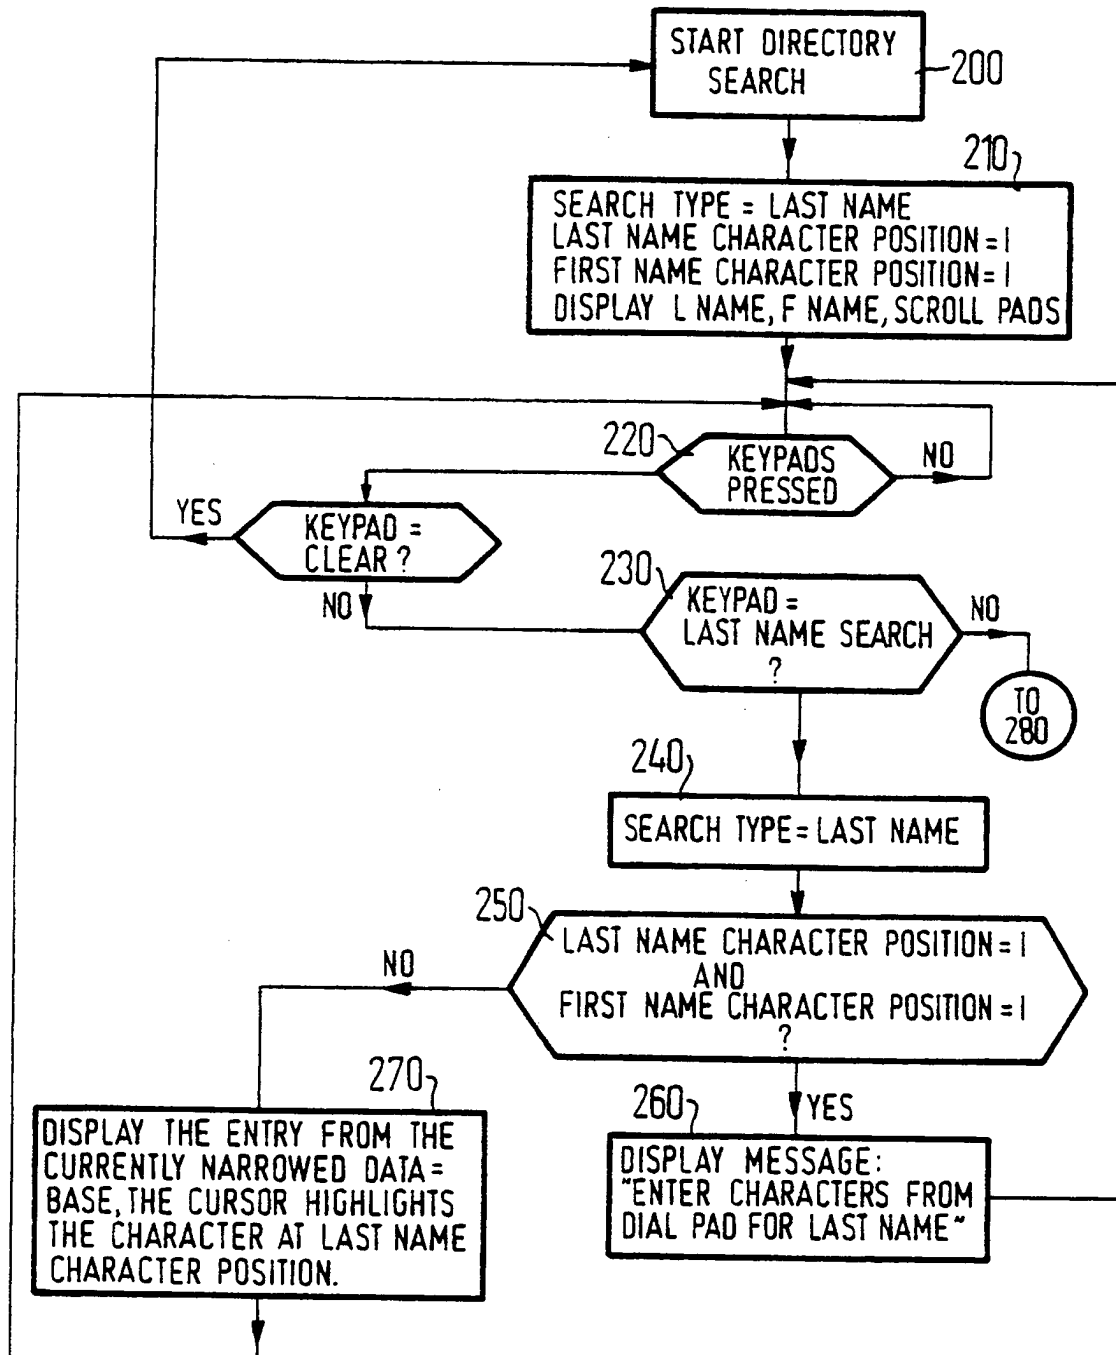 START DIRECTORY
SEARCH
200
210
SEARCH TYPE = LAST NAME
LAST NAME CHARACTER POSITION = 1
FIRST NAME CHARACTER POSITION = 1
DISPLAY L NAME, F NAME, SCROLL PADS
220
KEYPADS
PRESSED
NO
YES
KEYPAD =
CLEAR ?
NO
230
KEYPAD =
LAST NAME SEARCH
?
NO
TO
280
240
SEARCH TYPE = LAST NAME
250
LAST NAME CHARACTER POSITION = 1
AND
FIRST NAME CHARACTER POSITION = 1
?
NO
YES
270
DISPLAY THE ENTRY FROM THE
CURRENTLY NARROWED DATA=
BASE, THE CURSOR HIGHLIGHTS
THE CHARACTER AT LAST NAME
CHARACTER POSITION.
260
DISPLAY MESSAGE:
"ENTER CHARACTERS FROM
DIAL PAD FOR LAST NAME"